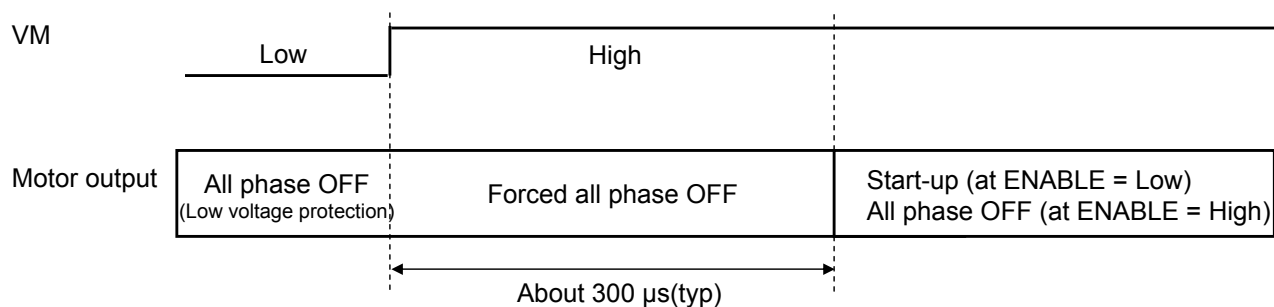 VM
Low
High
Motor output
All phase OFF
(Low voltage protection)
Forced all phase OFF
Start-up (at ENABLE = Low)
All phase OFF (at ENABLE = High)
About 300 µs(typ)